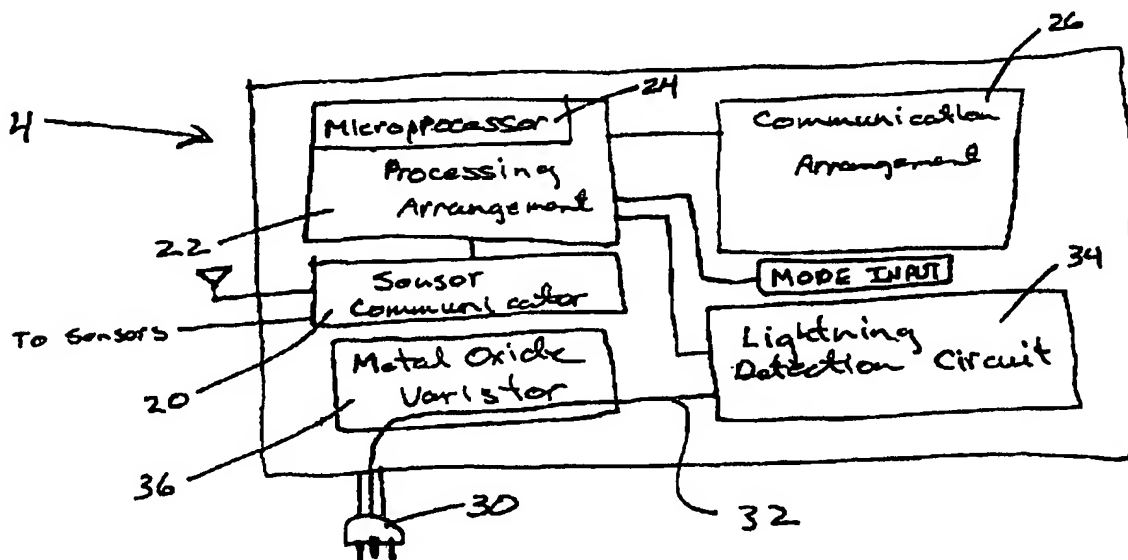 26
4
24
Microprocessor
Processing
Arrangement
Communication
Arrangement
22
MODE INPUT
34
Sensor
Communicator
To Sensors
Lightning
Detection Circuit
20
Metal Oxide
Varistor
36
30
32